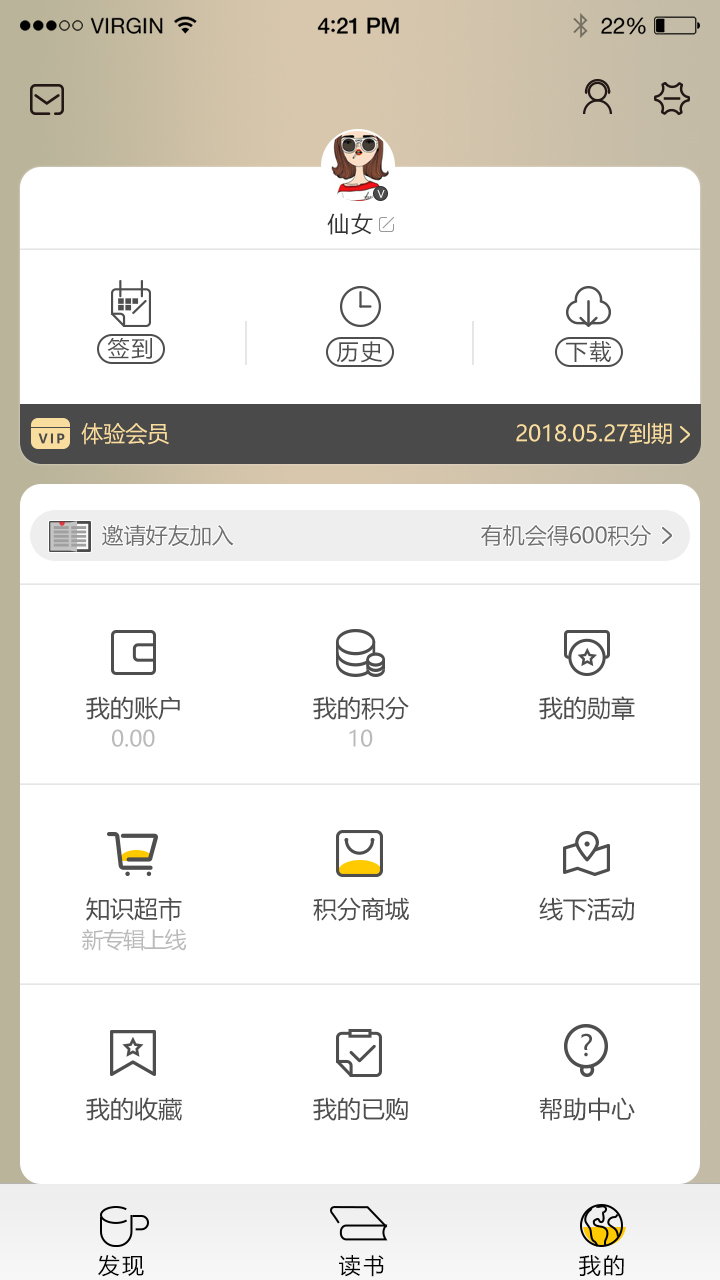 VIRGIN 4:21 PM 22%
V
仙女
签到 历史 下载
VIP 体验会员 2018.05.27到期
邀请好友加入 有机会得600积分
我的账户 我的积分 我的勋章
0.00 10
知识超市 积分商城 线下活动
新专辑上线
?
我的收藏 我的已购 帮助中心
发现 读书 我的